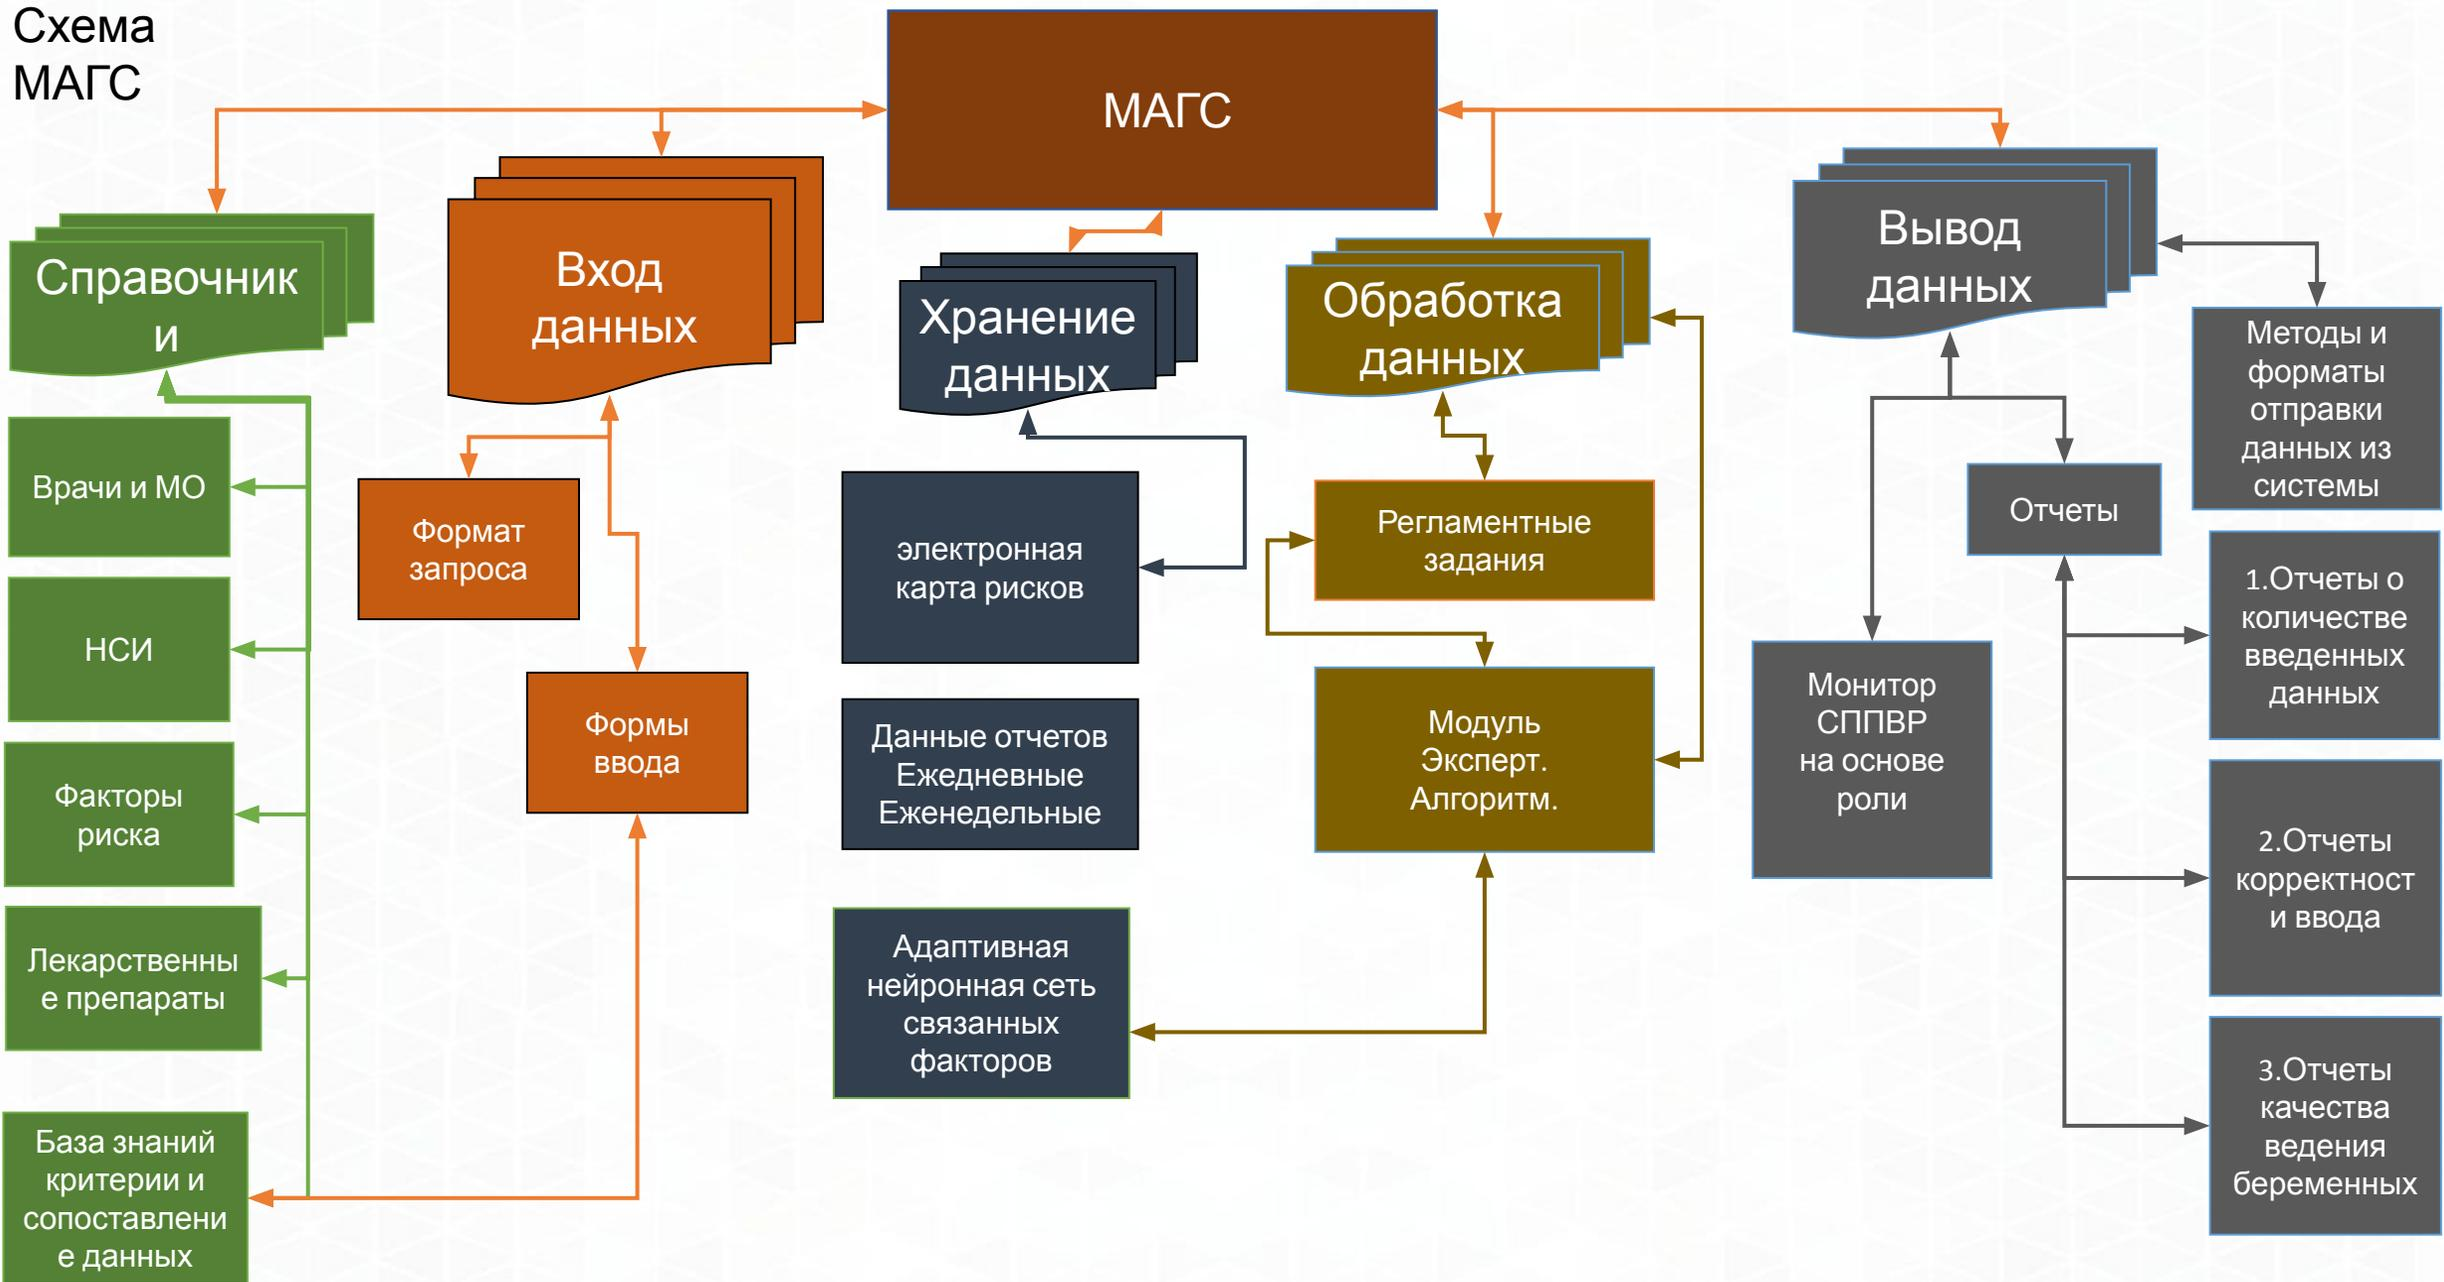 Схема
МАГС
МАГС
Справочник
и
Вход
данных
Хранение
данных
Обработка
данных
Вывод
данных
Врачи и МО
НСИ
Факторы
риска
Лекарственны
е препараты
База знаний
критерии и
сопоставлени
е данных
Формат
запроса
Формы
ввода
электронная
карта рисков
Данные отчетов
Ежедневные
Еженедельные
Адаптивная
нейронная сеть
связанных
факторов
Регламентные
задания
Модуль
Эксперт.
Алгоритм.
Монитор
СППВР
на основе
роли
Отчеты
Методы и
форматы
отправки
данных из
системы
1.Отчеты о
количестве
введенных
данных
2.Отчеты
корректност
и ввода
3.Отчеты
качества
ведения
беременных